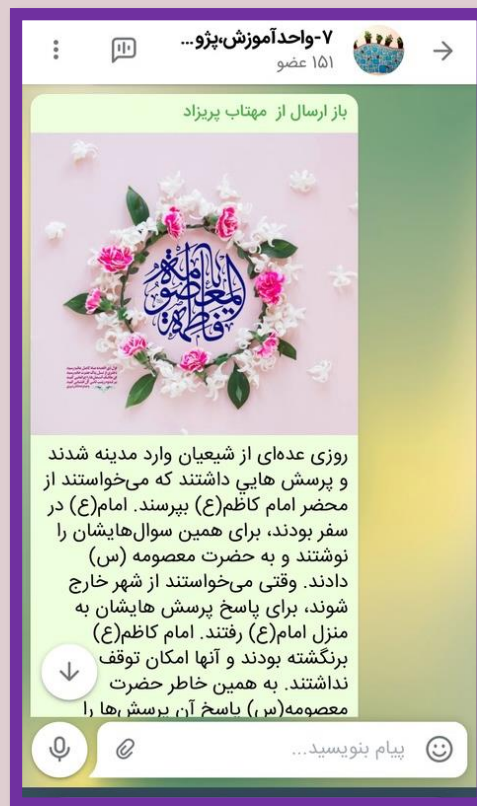 ۷-واحدآموزش،پژو...
۱۵۱ عضو
باز ارسال از مهتاب پریزاد
یا فاطمة المعصومة
روزی عده‌ای از شیعیان وارد مدینه شدند
و پرسش هايي داشتند که می‌خواستند از
محضر امام کاظم(ع) بپرسند. امام(ع) در
سفر بودند، برای همین سوال‌هایشان را
نوشتند و به حضرت معصومه (س)
دادند. وقتی می‌خواستند از شهر خارج
شوند، برای پاسخ پرسش هایشان به
منزل امام(ع) رفتند. امام کاظم(ع)
برنگشته بودند و آنها امکان توقف
نداشتند. به همین خاطر حضرت
معصومه(س) پاسخ آن پرسش‌ها را
پیام بنویسید...